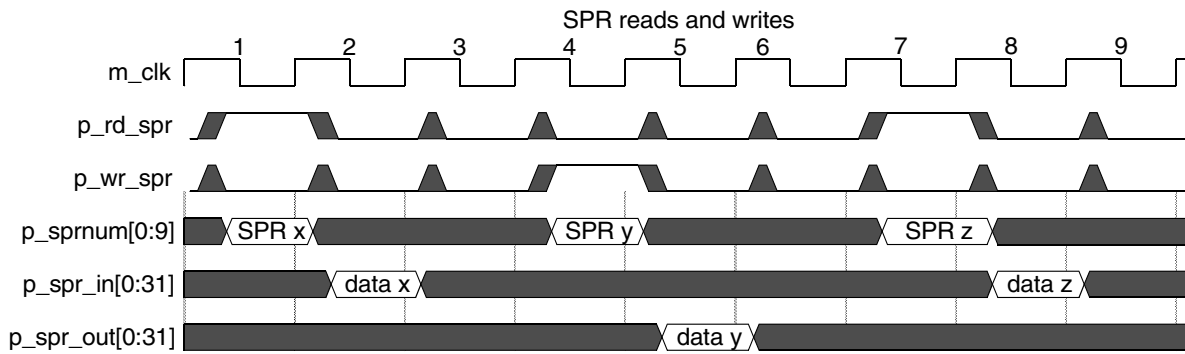 SPR reads and writes
1 2 3 4 5 6 7 8 9
m_clk
p_rd_spr
p_wr_spr
p_sprnum[0:9] SPR x SPR y SPR z
p_spr_in[0:31] data x data z
p_spr_out[0:31] data y